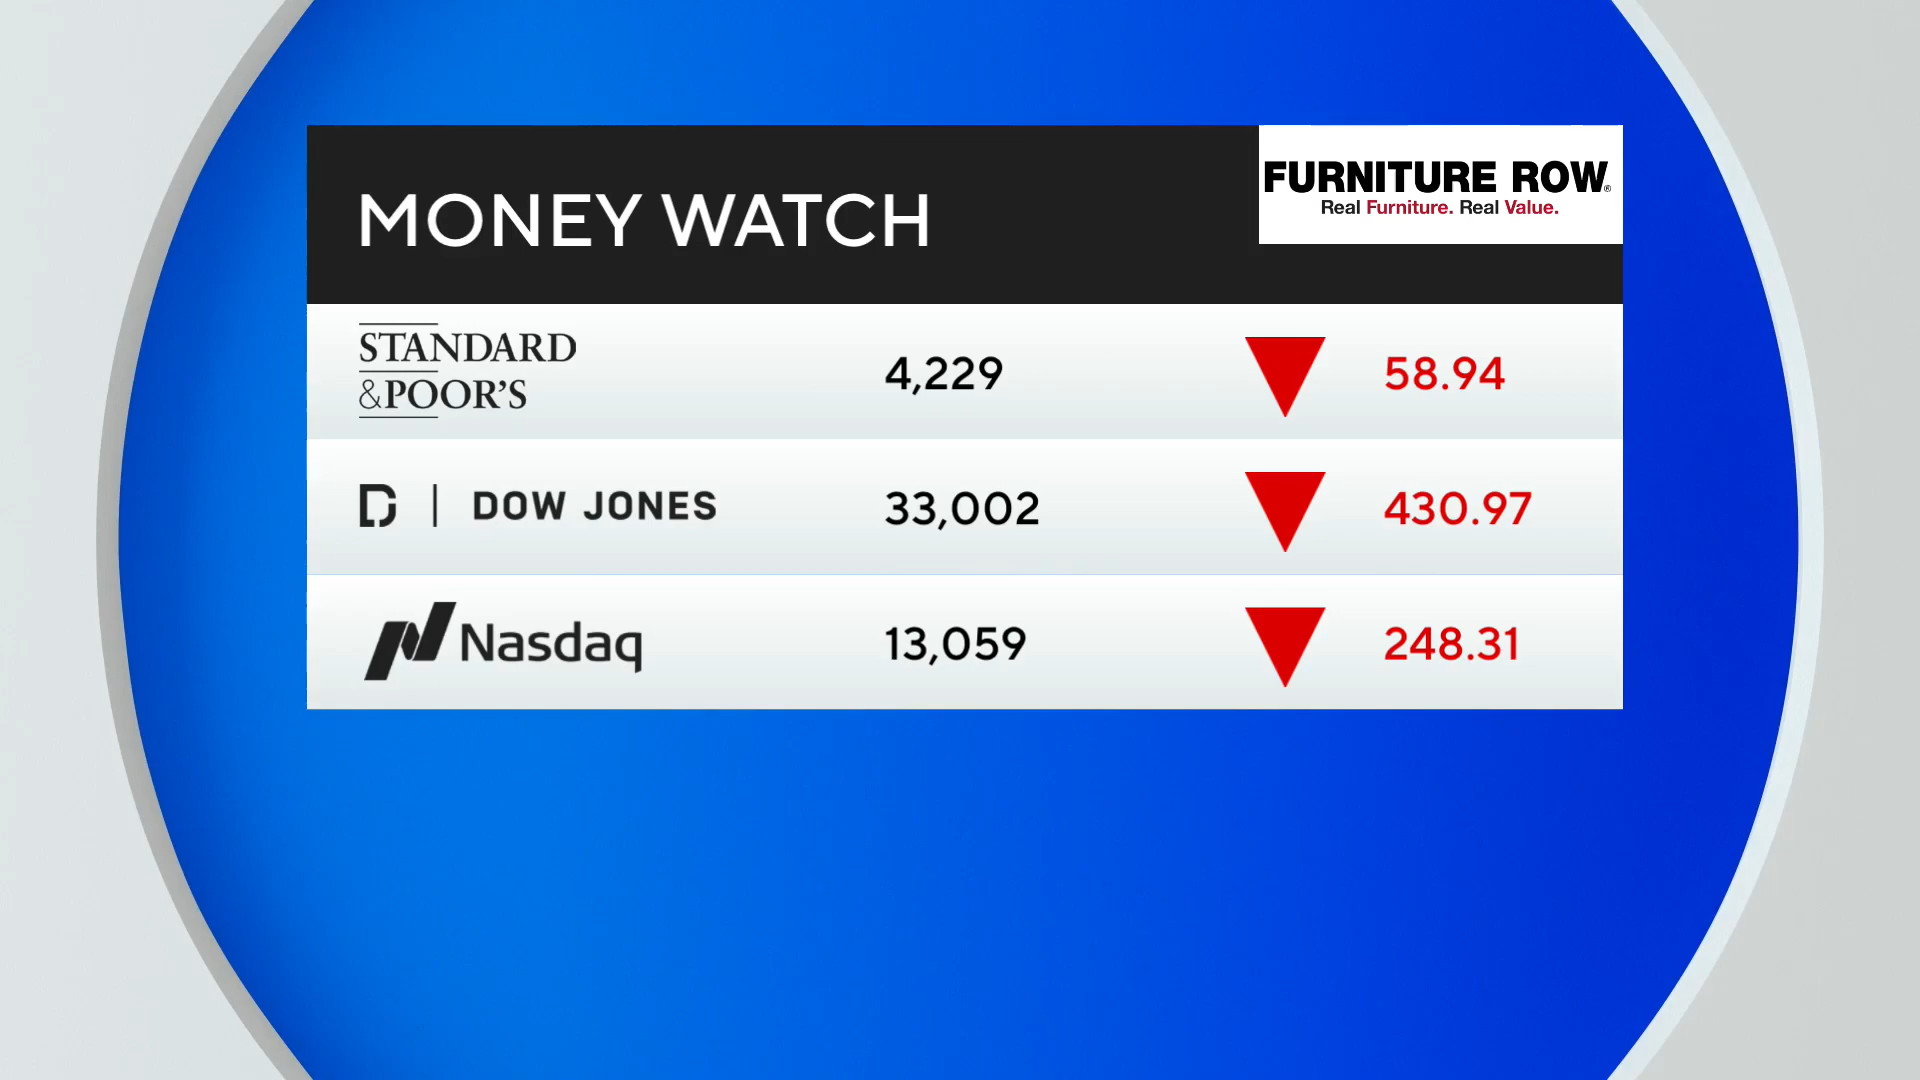 MONEY WATCH
FURNITURE ROW®
Real Furniture. Real Value.
STANDARD
&POOR'S
4,229
58.94
D | DOW JONES
33,002
430.97
Nasdaq
13,059
248.31